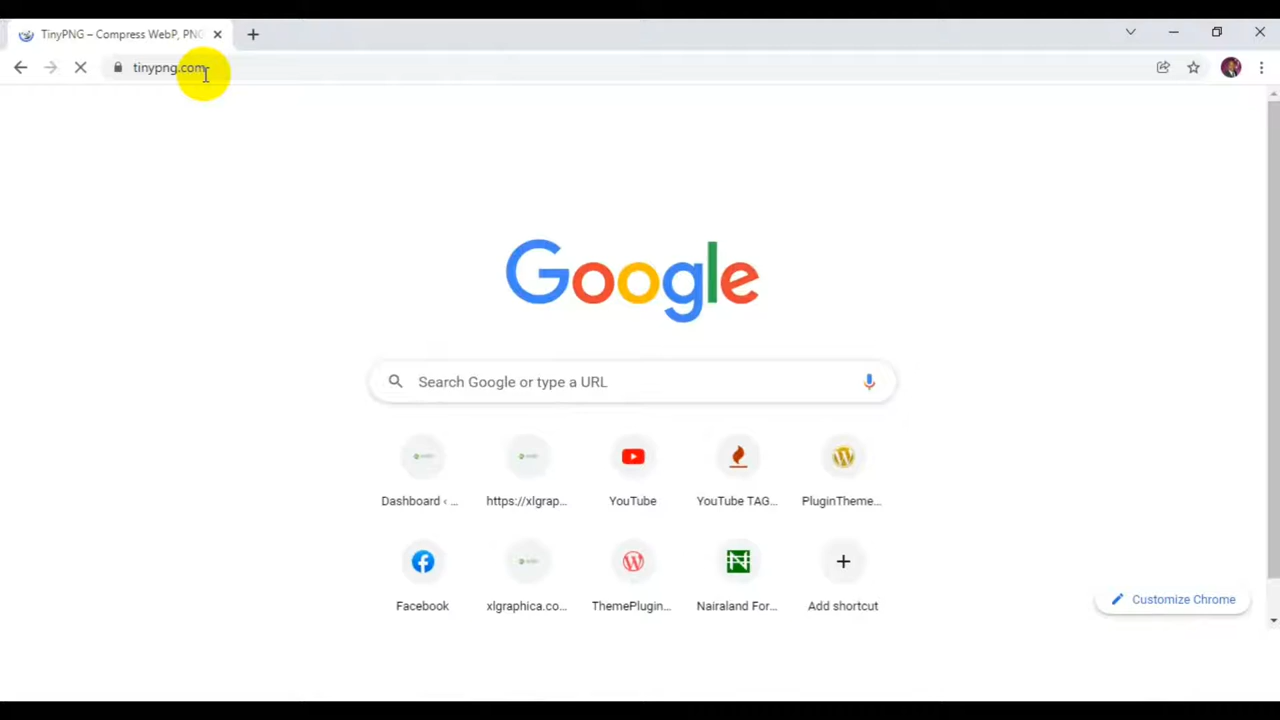 TinyPNG – Compress WebP, PNG
tinypng.com
Google
Search Google or type a URL
Dashboard ‹ ...
https://xlgrap...
YouTube
YouTube TAG...
PluginTheme...
Facebook
xlgraphica.co...
ThemePlugin...
Nairaland For...
Add shortcut
Customize Chrome